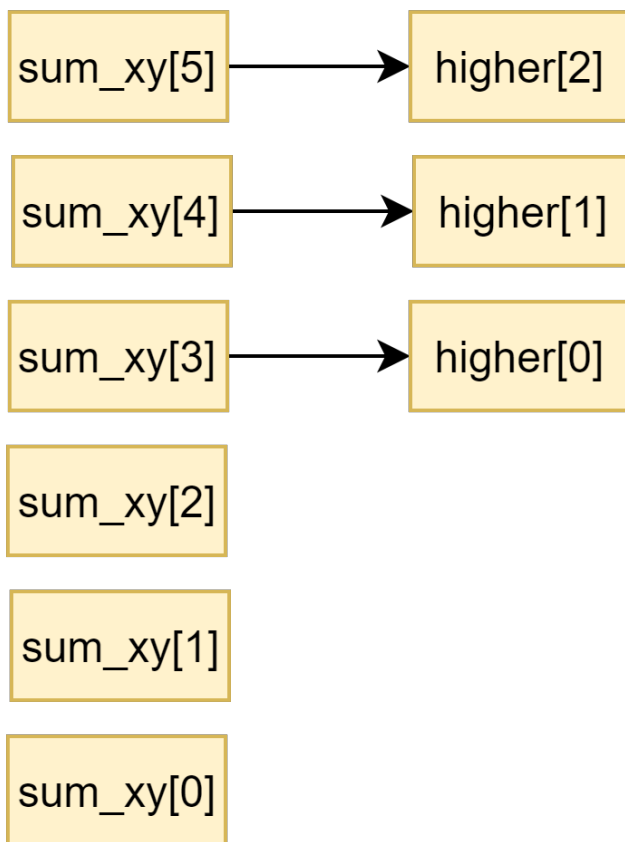 sum_xy[5] higher[2]
sum_xy[4] higher[1]
sum_xy[3] higher[0]
sum_xy[2]
sum_xy[1]
sum_xy[0]